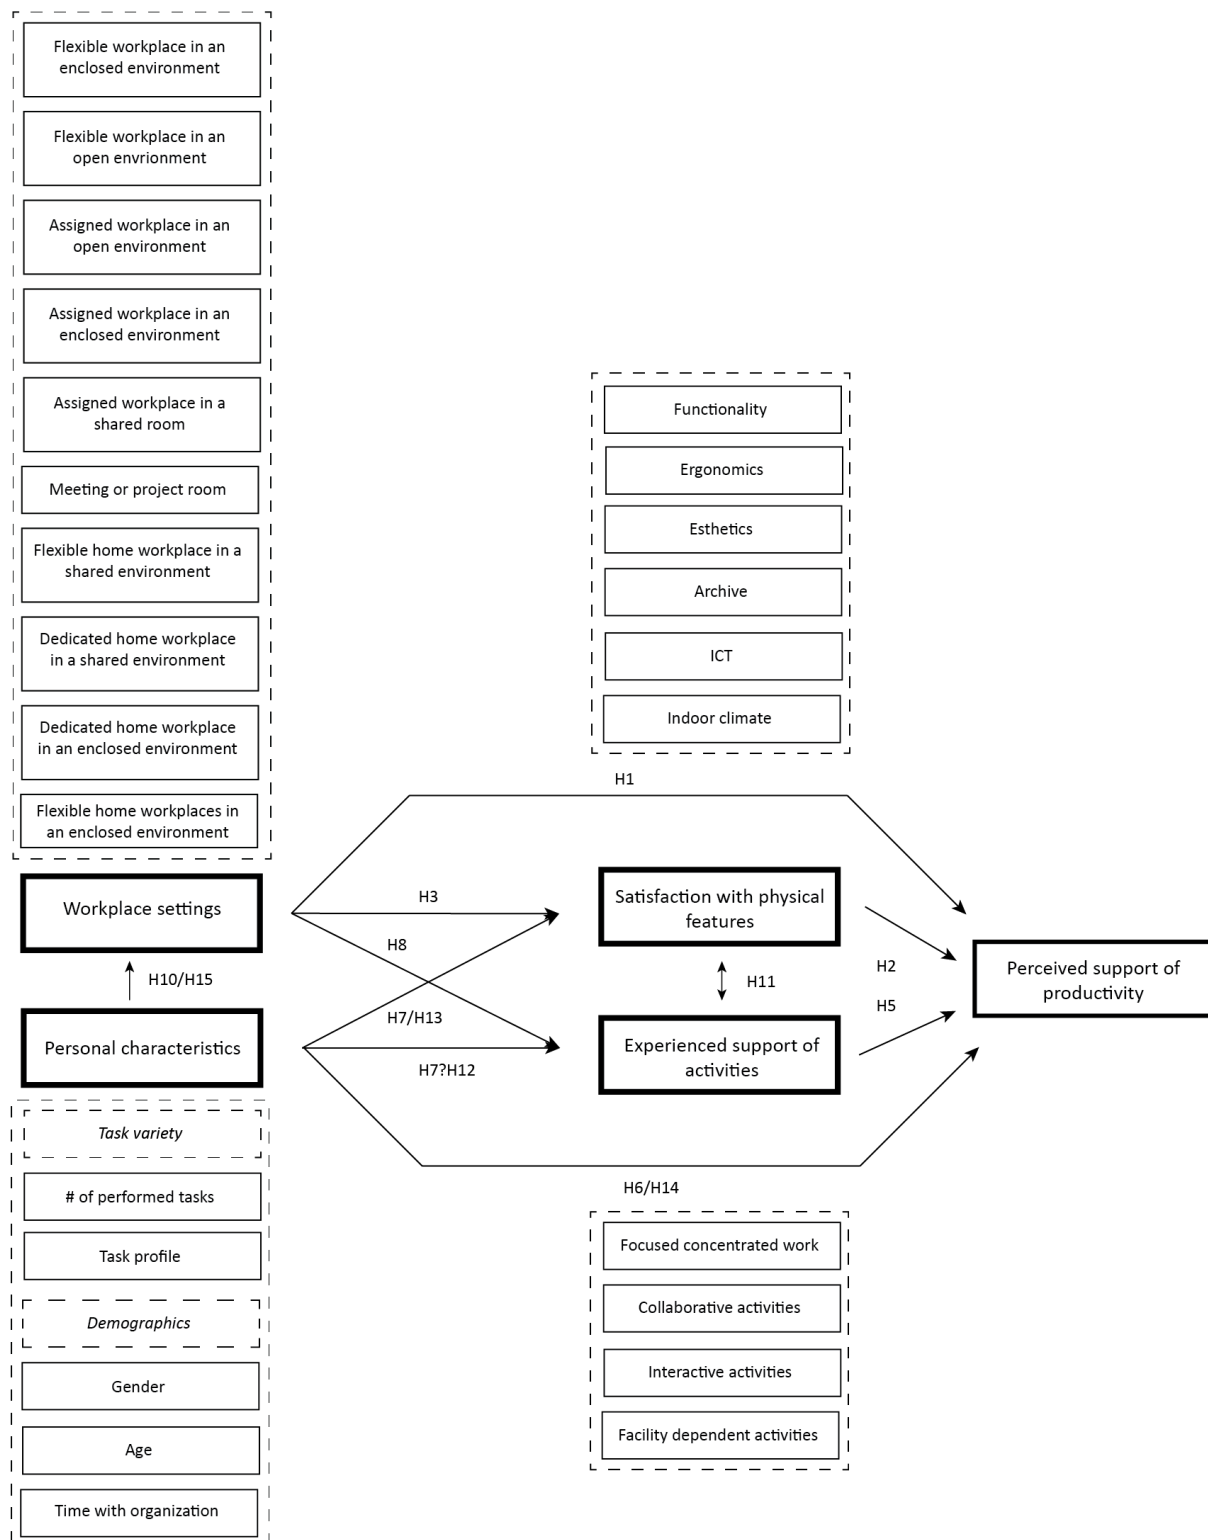 Flexible workplace in an
enclosed environment
Flexible workplace in an
open envrionment
Assigned workplace in an
open environment
Assigned workplace in an
enclosed environment
Assigned workplace in a
shared room
Meeting or project room
Flexible home workplace in a
shared environment
Dedicated home workplace
in a shared environment
Dedicated home workplace
in an enclosed environment
Flexible home workplaces in
an enclosed environment
Workplace settings
H10/H15
Personal characteristics
Task variety
# of performed tasks
Task profile
Demographics
Gender
Age
Time with organization
Functionality
Ergonomics
Esthetics
Archive
ICT
Indoor climate
H1
H3
H8
H7/H13
H7?H12
Satisfaction with physical
features
H11
Experienced support of
activities
H2
H5
Perceived support of
productivity
H6/H14
Focused concentrated work
Collaborative activities
Interactive activities
Facility dependent activities